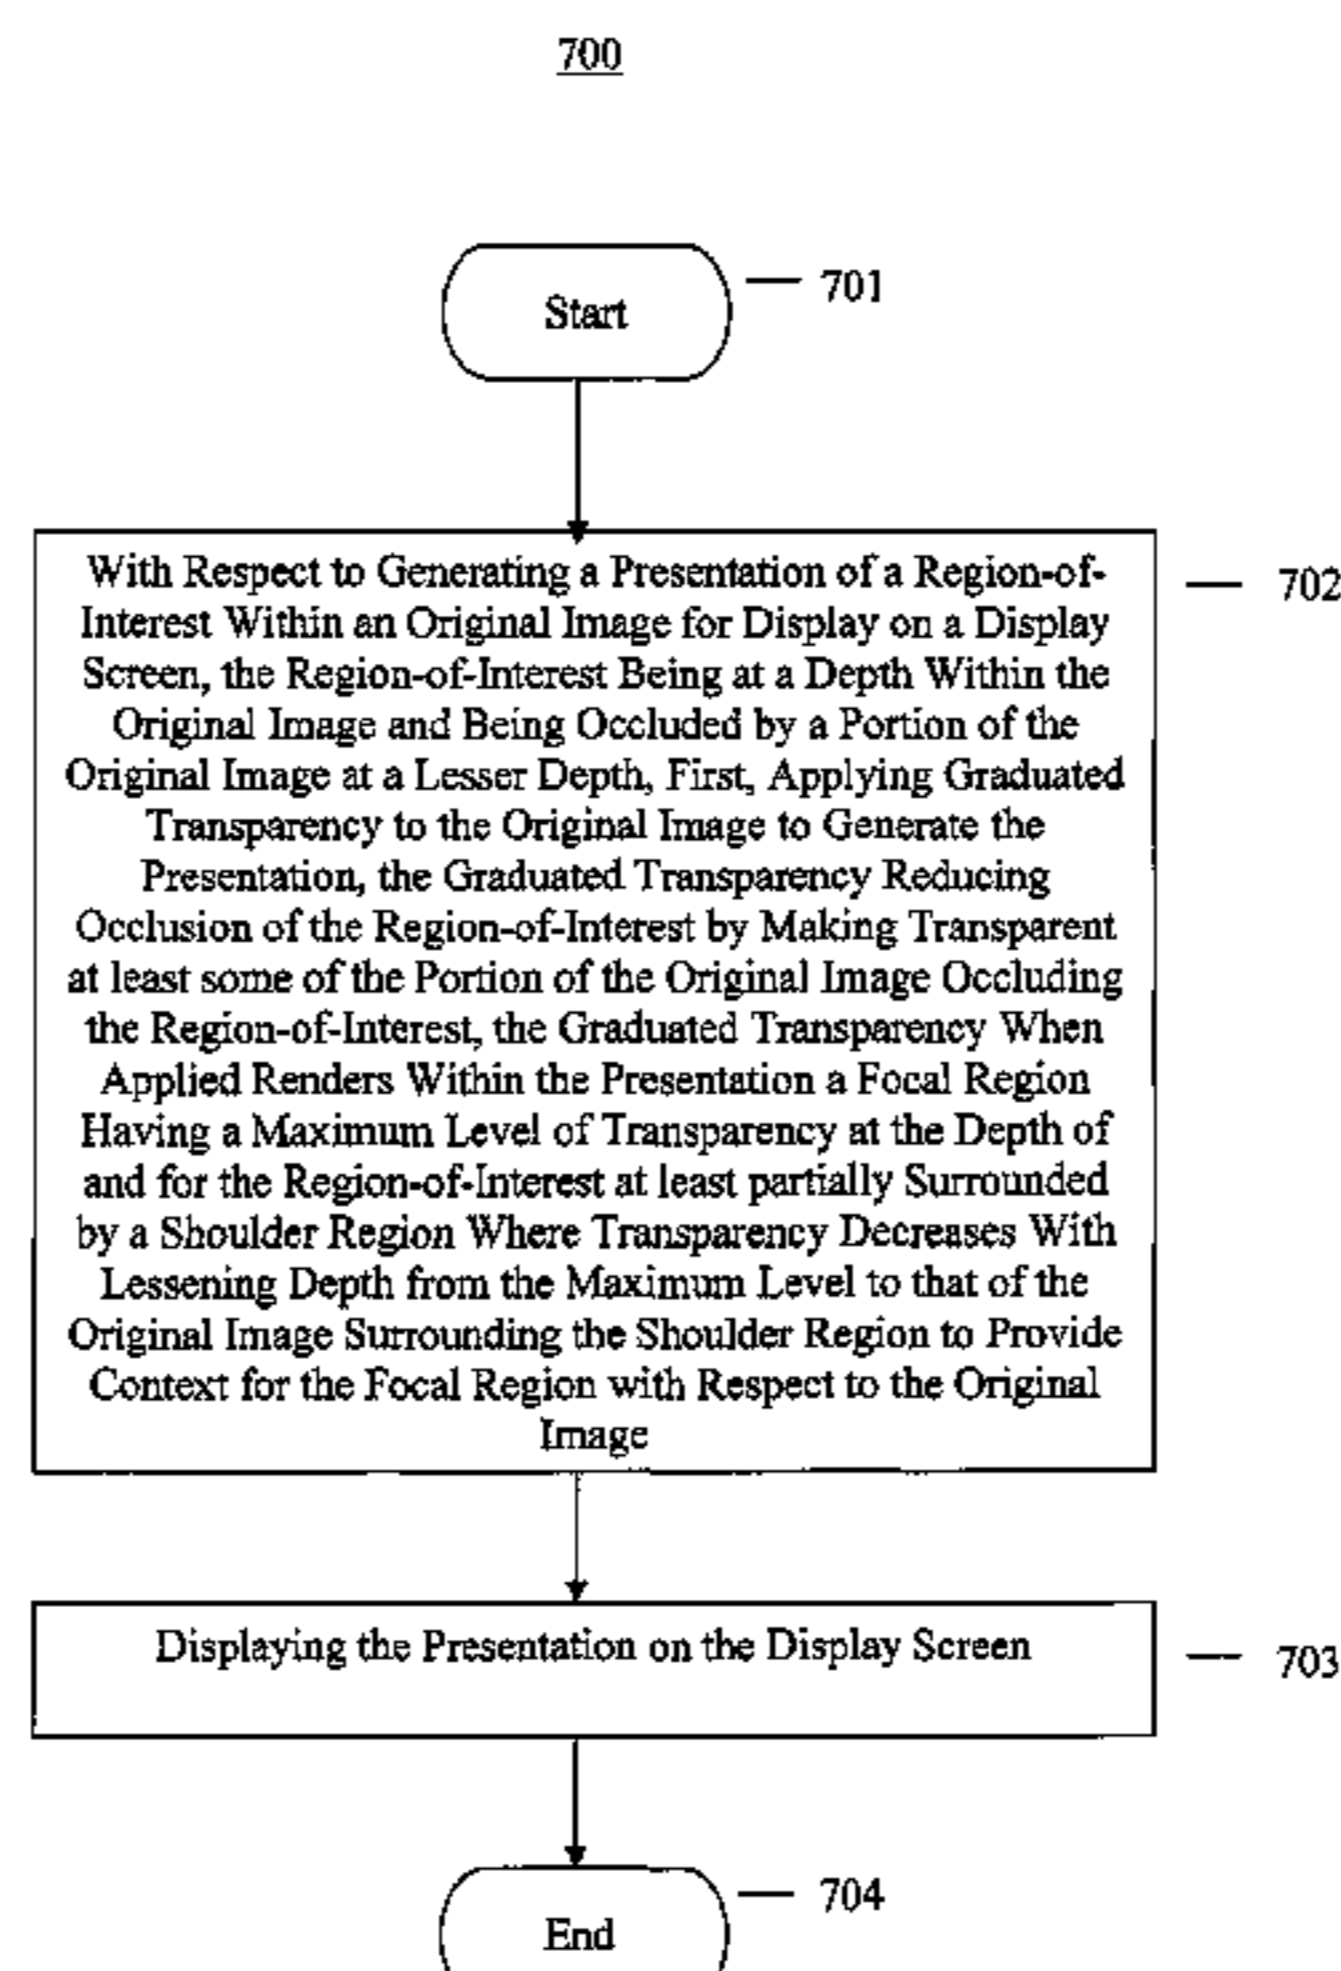 700
Start
701
With Respect to Generating a Presentation of a Region-of-
Interest Within an Original Image for Display on a Display
Screen, the Region-of-Interest Being at a Depth Within the
Original Image and Being Occluded by a Portion of the
Original Image at a Lesser Depth, First, Applying Graduated
Transparency to the Original Image to Generate the
Presentation, the Graduated Transparency Reducing
Occlusion of the Region-of-Interest by Making Transparent
at least some of the Portion of the Original Image Occluding
the Region-of-Interest, the Graduated Transparency When
Applied Renders Within the Presentation a Focal Region
Having a Maximum Level of Transparency at the Depth of
and for the Region-of-Interest at least partially Surrounded
by a Shoulder Region Where Transparency Decreases With
Lessening Depth from the Maximum Level to that of the
Original Image Surrounding the Shoulder Region to Provide
Context for the Focal Region with Respect to the Original
Image
702
Displaying the Presentation on the Display Screen
703
End
704